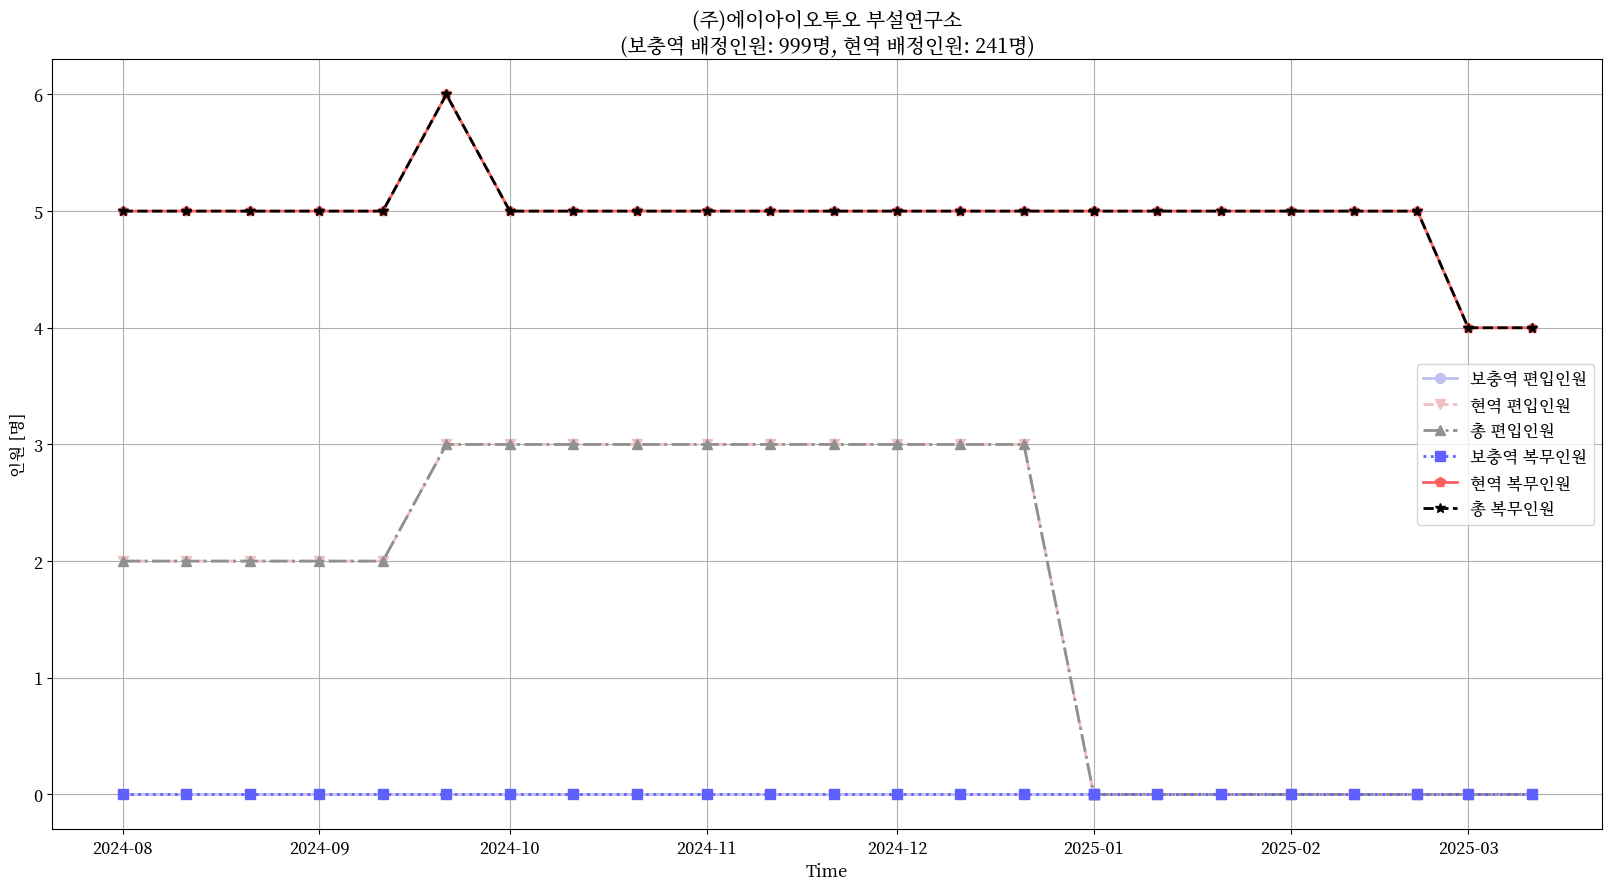 (주)에이아이오투오 부설연구소
(보충역 배정인원: 999명, 현역 배정인원: 241명)
인원 [명]
6
5
4
3
2
1
0
보충역 편입인원
현역 편입인원
총 편입인원
보충역 복무인원
현역 복무인원
총 복무인원
2024-08 2024-09 2024-10 2024-11 2024-12 2025-01 2025-02 2025-03
Time